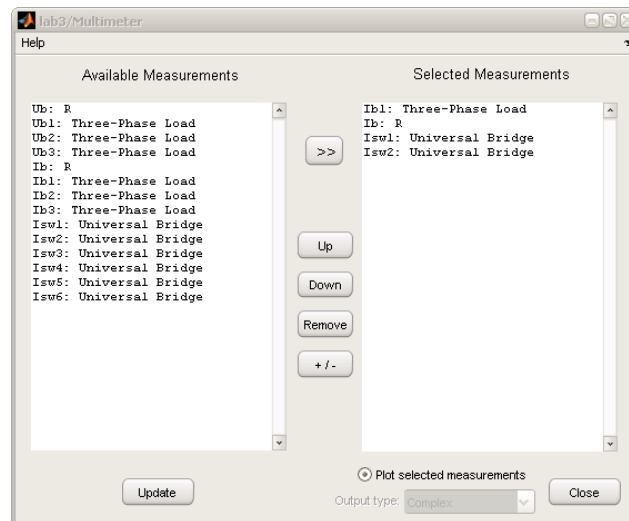 lab3/Multimeter
Help
Available Measurements
Ub: R
Ub1: Three-Phase Load
Ub2: Three-Phase Load
Ub3: Three-Phase Load
Ib: R
Ib1: Three-Phase Load
Ib2: Three-Phase Load
Ib3: Three-Phase Load
Isw1: Universal Bridge
Isw2: Universal Bridge
Isw3: Universal Bridge
Isw4: Universal Bridge
Isw5: Universal Bridge
Isw6: Universal Bridge
Update
>>
Up
Down
Remove
+/-
Selected Measurements
Ib1: Three-Phase Load
Ib: R
Isw1: Universal Bridge
Isw2: Universal Bridge
Plot selected measurements
Output type: Complex
Close